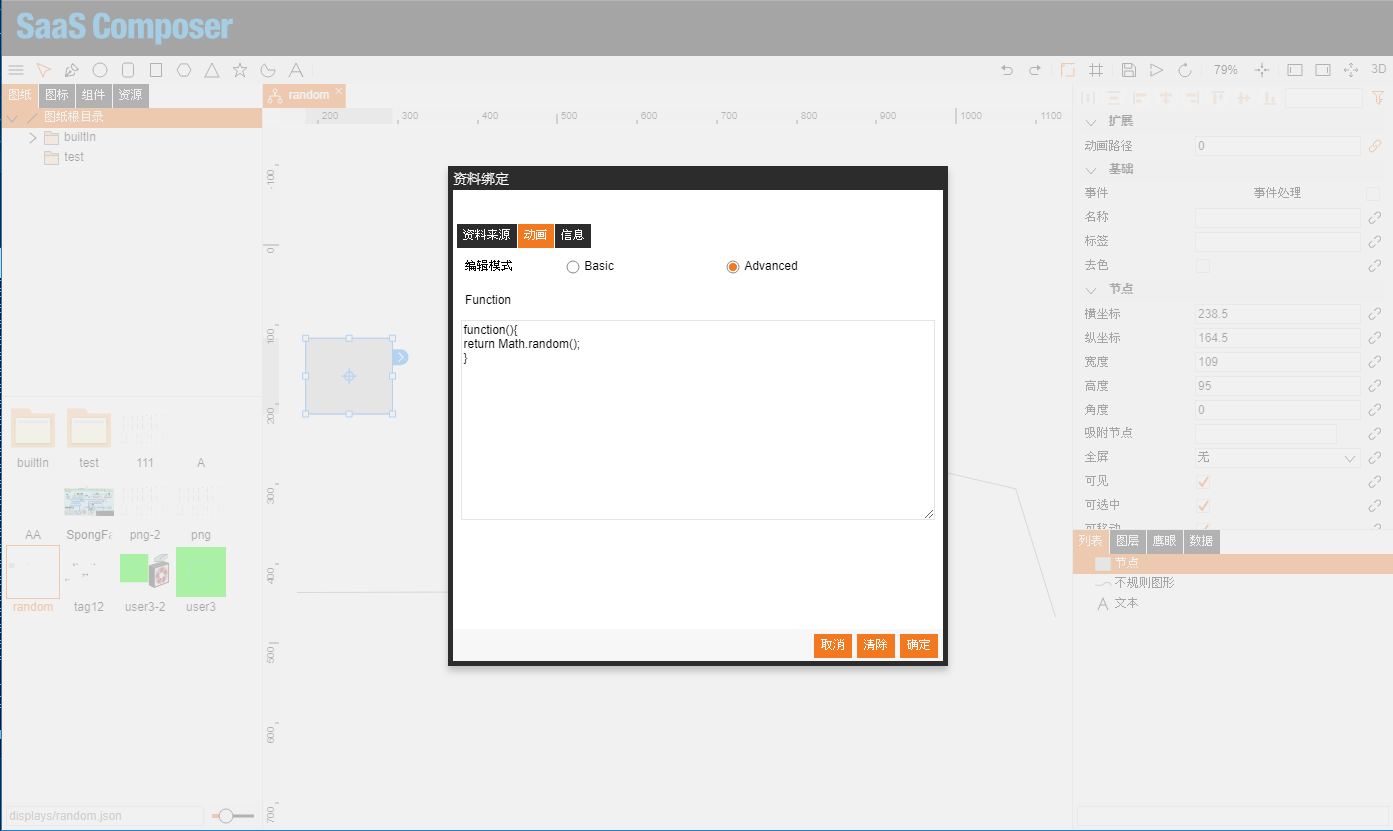 SaaS Composer
79%
3D
图纸 图标 组件 资源
random
图纸根目录
builtIn
test
200 300 400 500 600 700 800 900 1000 1100
-100
0
100
200
300
400
500
600
700
资料绑定
资料来源 动画 信息
编辑模式 Basic Advanced
Function
function(){
return Math.random();
}
取消 清除 确定
builtIn test 111 A
AA SpongFa png-2 png
random tag12 user3-2 user3
displays/random.json
扩展
动画路径 0
基础
事件 事件处理
名称
标签
去色
节点
横坐标 238.5
纵坐标 164.5
宽度 109
高度 95
角度 0
吸附节点
全屏 无
可见
可选中
可移动
列表 图层 鹰眼 数据
节点
不规则图形
文本